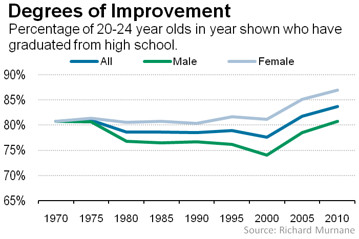 Degrees of Improvement
Percentage of 20-24 year olds in year shown who have
graduated from high school.
All Male Female
90%
85%
80%
75%
70%
65%
1970 1975 1980 1985 1990 1995 2000 2005 2010
Source: Richard Murnane